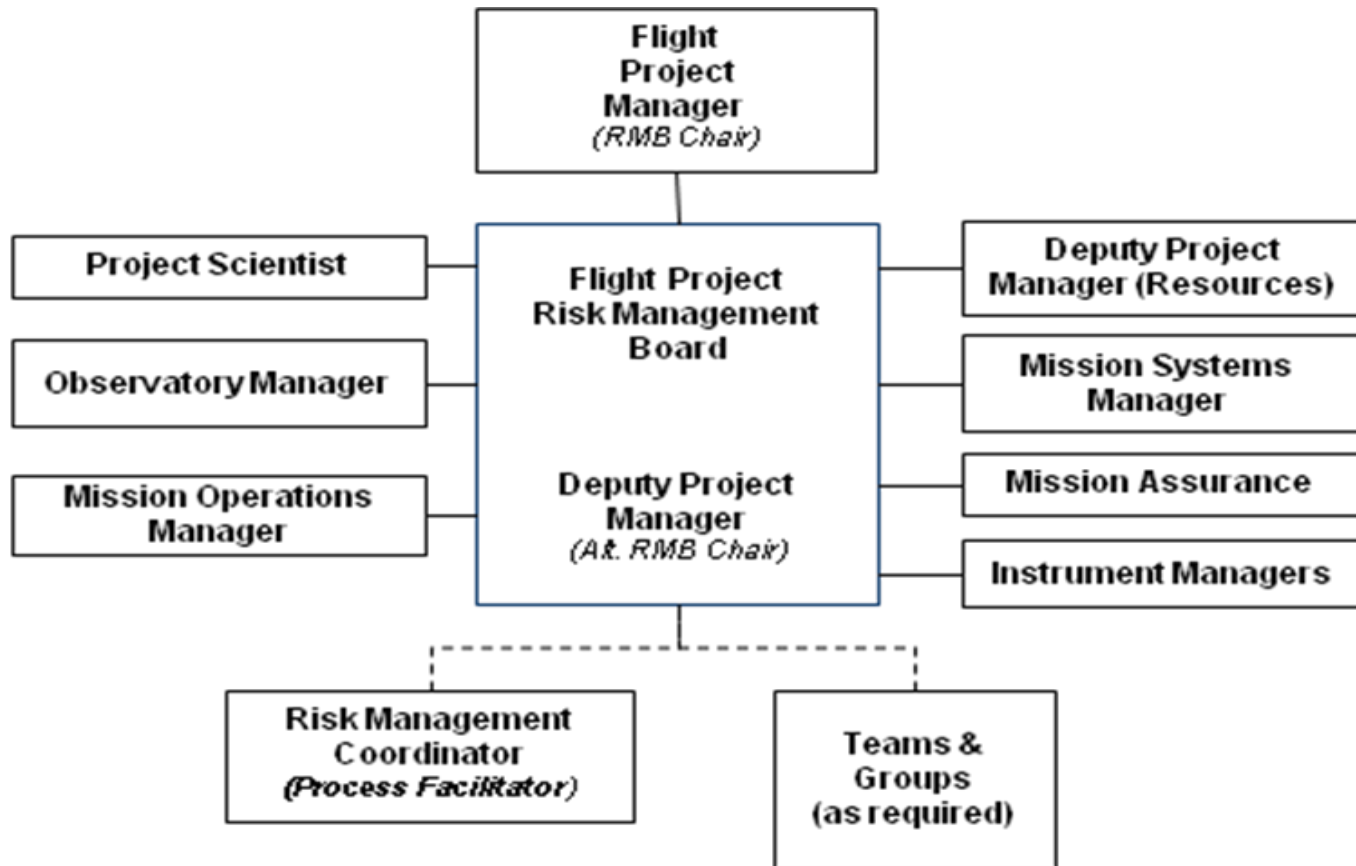 Flight
Project
Manager
(RMB Chair)
Project Scientist
Observatory Manager
Mission Operations
Manager
Flight Project
Risk Management
Board
Deputy Project
Manager
(Alt. RMB Chair)
Deputy Project
Manager (Resources)
Mission Systems
Manager
Mission Assurance
Instrument Managers
Risk Management
Coordinator
(Process Facilitator)
Teams &
Groups
(as required)